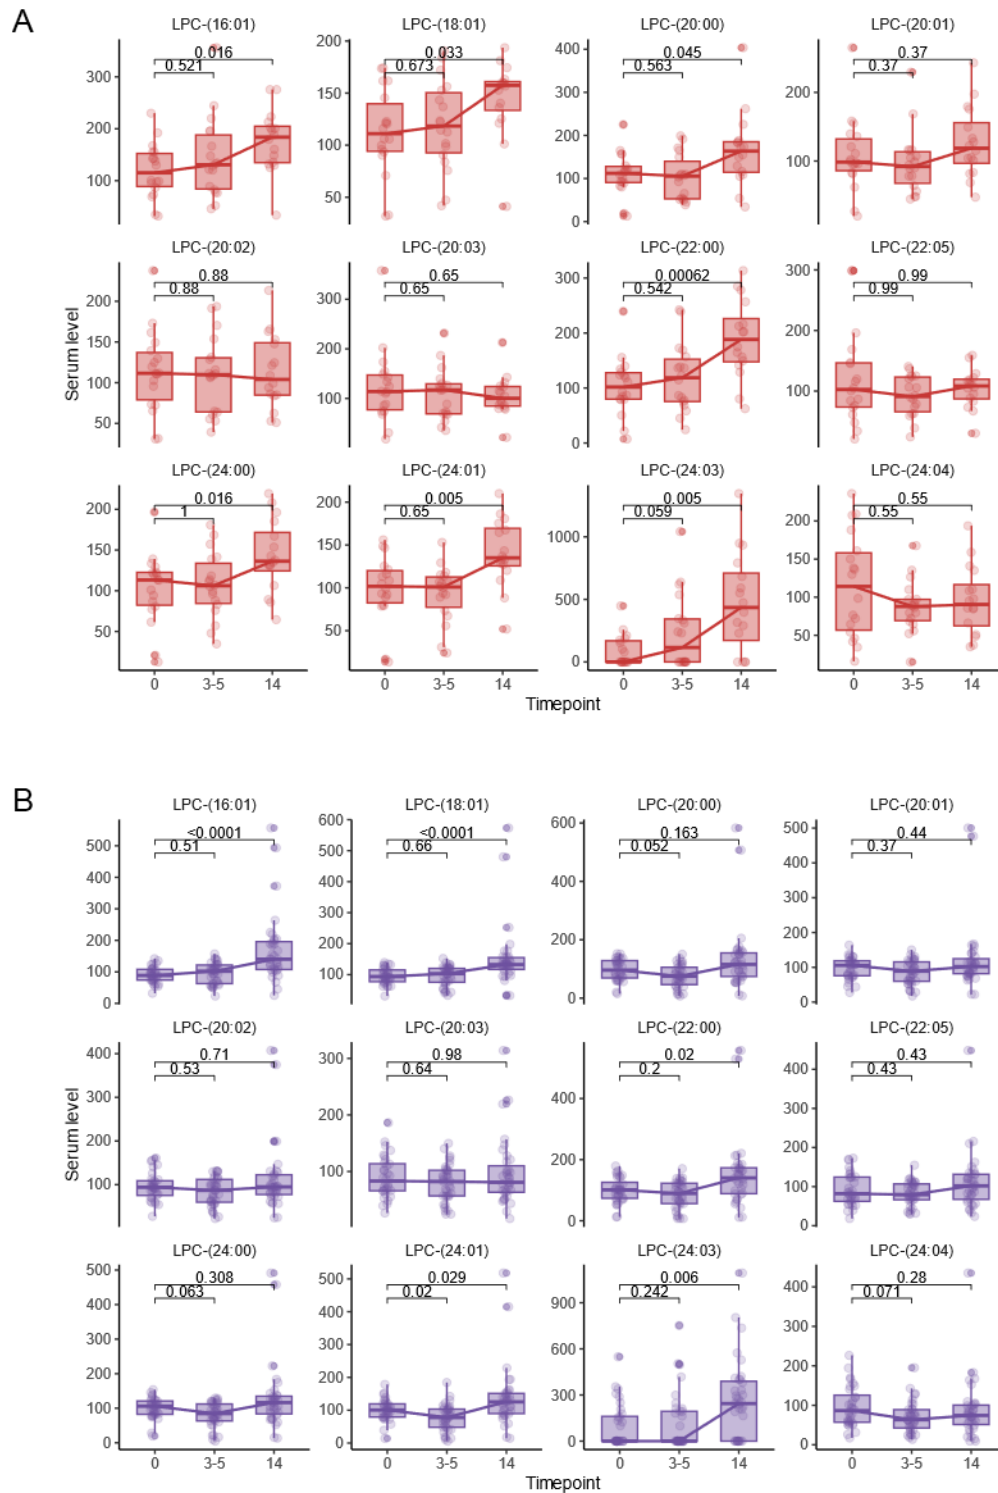 A
LPC-(16:01) LPC-(18:01) LPC-(20:00) LPC-(20:01)
300 200 400 200
200 150 300 100
100 100 200
50 100
0
0.016 0.033 0.045 0.37
0.521 0.673 0.563 0.37
LPC-(20:02) LPC-(20:03) LPC-(22:00) LPC-(22:05)
200 300 300 300
150 200 200 200
100 100 100 100
50 0
0.88 0.65 0.00062 0.99
0.88 0.65 0.542 0.99
Serum level
LPC-(24:00) LPC-(24:01) LPC-(24:03) LPC-(24:04)
200 200 1000 200
150 150 500 150
100 100 0 100
50 50 50
0.016 0.005 0.005 0.55
1 0.65 0.059 0.55
0 3-5 14 0 3-5 14 0 3-5 14 0 3-5 14
Timepoint
B
LPC-(16:01) LPC-(18:01) LPC-(20:00) LPC-(20:01)
500 600 600 500
400 500 400 400
300 400 200 300
200 300 0 200
100 200 100
0 100 0
<0.0001 <0.0001 0.163 0.44
0.51 0.66 0.052 0.37
LPC-(20:02) LPC-(20:03) LPC-(22:00) LPC-(22:05)
400 300 400 400
300 200 200 300
200 100 0 200
100 100
0
0.71 0.98 0.02 0.43
0.53 0.64 0.2 0.43
Serum level
LPC-(24:00) LPC-(24:01) LPC-(24:03) LPC-(24:04)
500 500 900 400
400 400 600 300
300 300 300 200
200 200 0 100
100 100 0
0 0
0.308 0.029 0.006 0.28
0.063 0.02 0.242 0.071
0 3-5 14 0 3-5 14 0 3-5 14 0 3-5 14
Timepoint